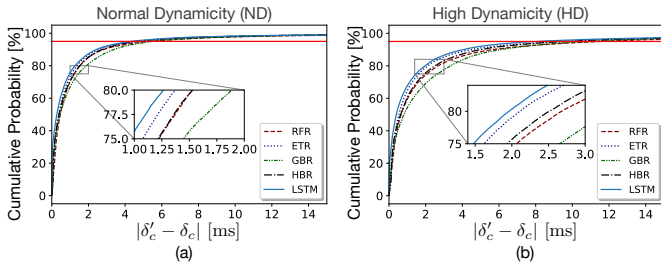 Normal Dynamicity (ND)
Cumulative Probability [%]
100
80
60
40
20
0
80.0
77.5
75.0
1.00 1.25 1.50 1.75 2.00
RFR
ETR
GBR
HBR
LSTM
0 2 4 6 8 10 12 14
|δ′c − δc| [ms]
(a)
High Dynamicity (HD)
Cumulative Probability [%]
100
80
60
40
20
0
80
75
1.5 2.0 2.5 3.0
RFR
ETR
GBR
HBR
LSTM
0 2 4 6 8 10 12 14
|δ′c − δc| [ms]
(b)